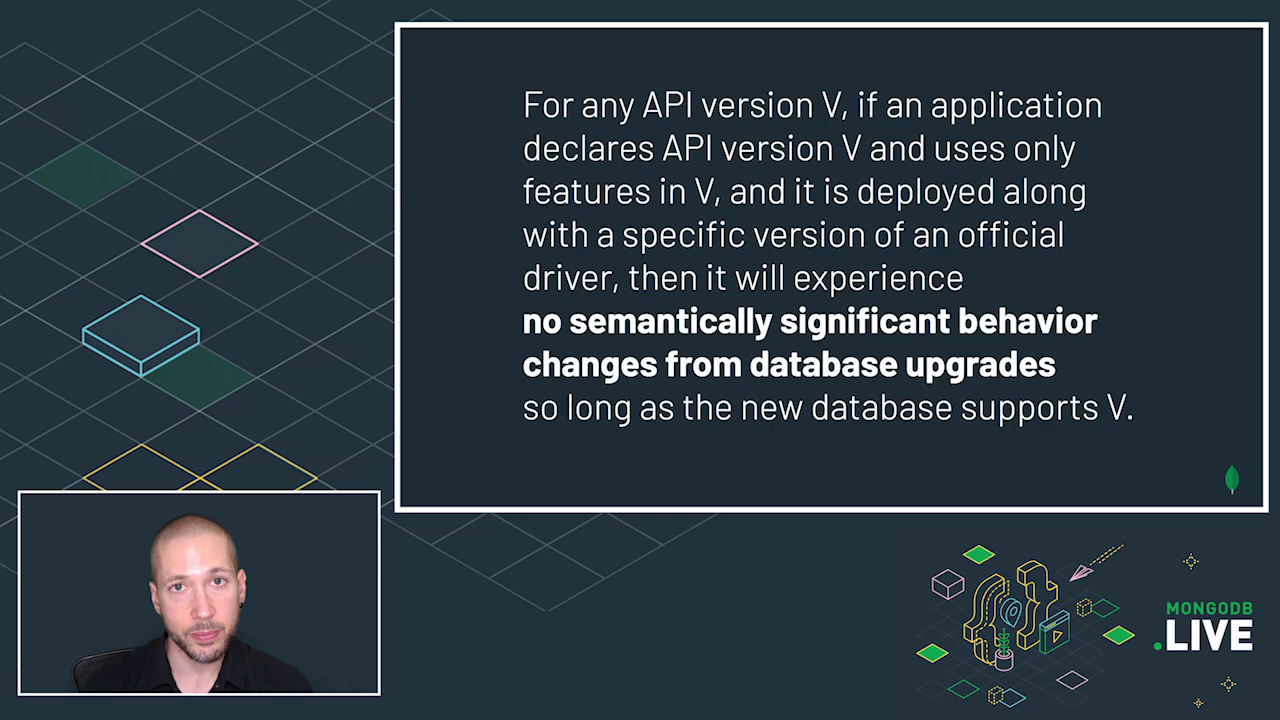 For any API version V, if an application
declares API version V and uses only
features in V, and it is deployed along
with a specific version of an official
driver, then it will experience
no semantically significant behavior
changes from database upgrades
so long as the new database supports V.
MONGODB
.LIVE